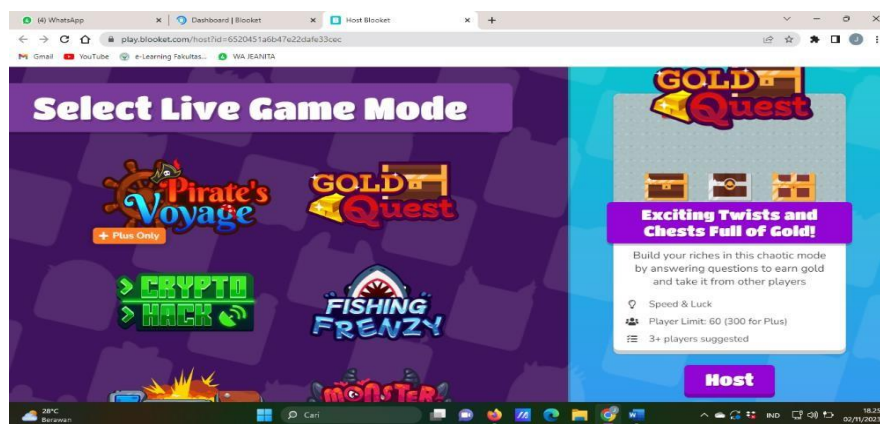 (4) WhatsApp
Dashboard | Blooket
Host Blooket
play.blooket.com/host?id=6520451a6b47e22dafe33cec
Gmail
YouTube
e-Learning Fakultas...
WA JEANITA
Select Live Game Mode
Pirate's
Voyage
+ Plus Only
GOLD
Quest
> CRYPTO
> HACK
FISHING
FRENZY
MONSTER
GOLD
Quest
Exciting Twists and
Chests Full of Gold!
Build your riches in this chaotic mode
by answering questions to earn gold
and take it from other players
Speed & Luck
Player Limit: 60 (300 for Plus)
3+ players suggested
Host
28°C
Berawan
Cari
IND
18.25
02/11/2023